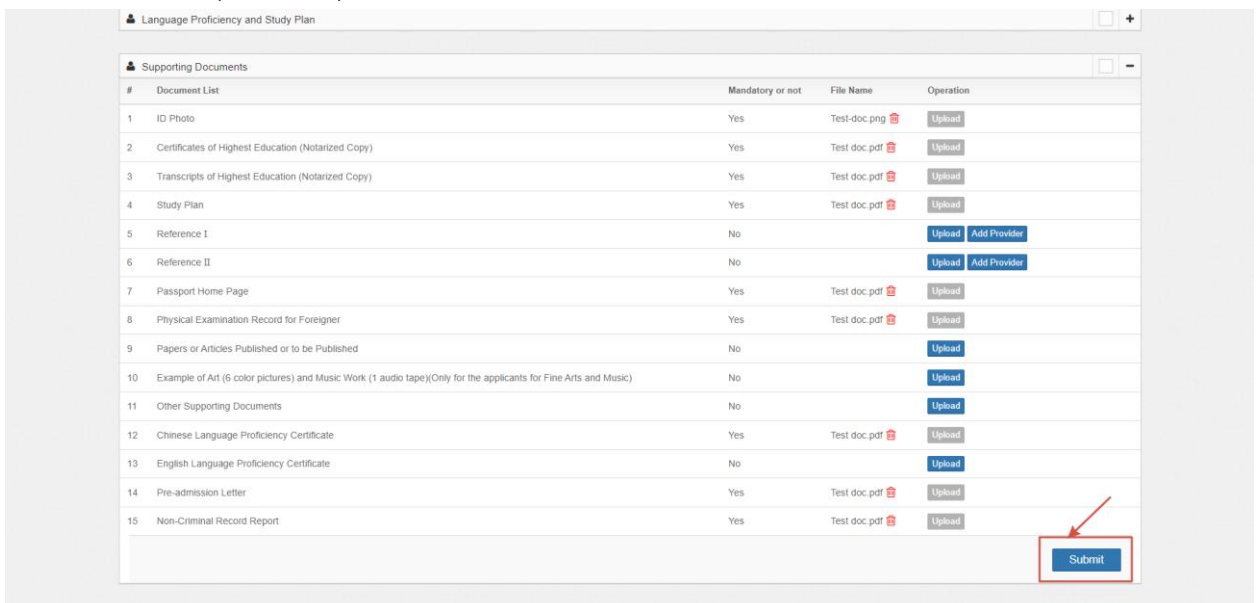 Language Proficiency and Study Plan +
Supporting Documents −
# Document List Mandatory or not File Name Operation
1 ID Photo Yes Test-doc.png Upload
2 Certificates of Highest Education (Notarized Copy) Yes Test doc.pdf Upload
3 Transcripts of Highest Education (Notarized Copy) Yes Test doc.pdf Upload
4 Study Plan Yes Test doc.pdf Upload
5 Reference I No Upload Add Provider
6 Reference II No Upload Add Provider
7 Passport Home Page Yes Test doc.pdf Upload
8 Physical Examination Record for Foreigner Yes Test doc.pdf Upload
9 Papers or Articles Published or to be Published No Upload
10 Example of Art (6 color pictures) and Music Work (1 audio tape)(Only for the applicants for Fine Arts and Music) No Upload
11 Other Supporting Documents No Upload
12 Chinese Language Proficiency Certificate Yes Test doc.pdf Upload
13 English Language Proficiency Certificate No Upload
14 Pre-admission Letter Yes Test doc.pdf Upload
15 Non-Criminal Record Report Yes Test doc.pdf Upload
Submit